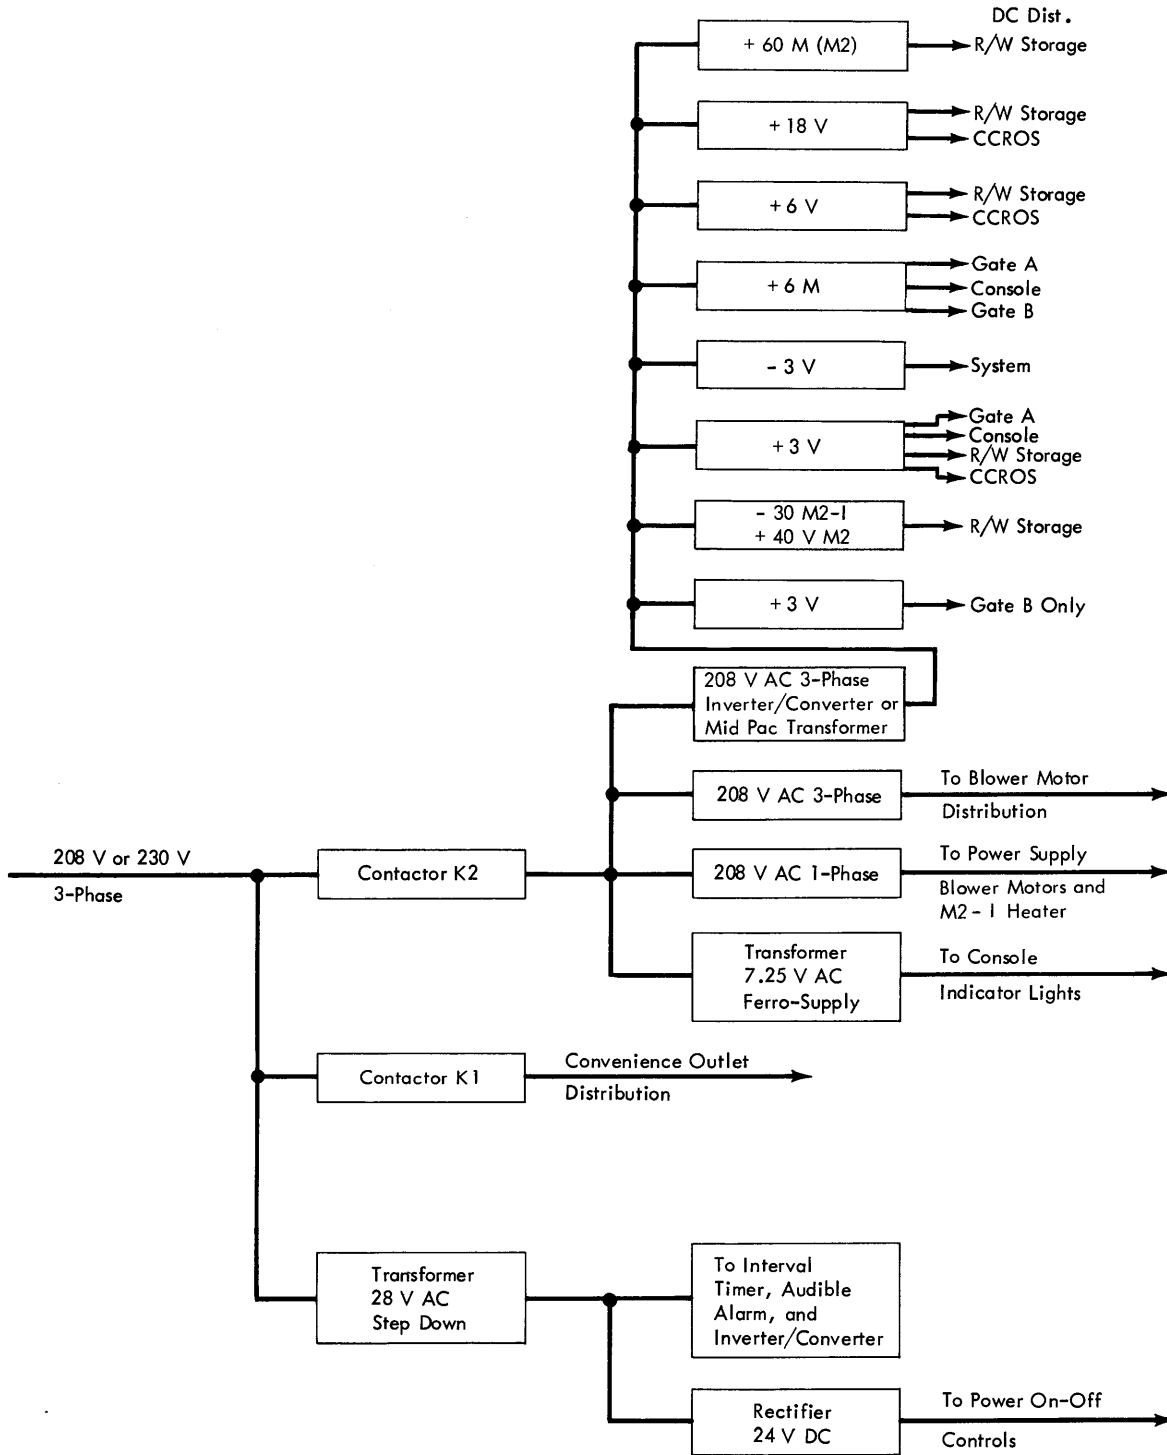 DC Dist.
+ 60 M (M2)
R/W Storage
+ 18 V
R/W Storage
CCROS
+ 6 V
R/W Storage
CCROS
+ 6 M
Gate A
Console
Gate B
- 3 V
System
+ 3 V
Gate A
Console
R/W Storage
CCROS
- 30 M2-I
+ 40 V M2
R/W Storage
+ 3 V
Gate B Only
208 V AC 3-Phase
Inverter/Converter or
Mid Pac Transformer
208 V AC 3-Phase
To Blower Motor
Distribution
208 V or 230 V
3-Phase
Contactor K2
208 V AC 1-Phase
To Power Supply
Blower Motors and
M2 - I Heater
Transformer
7.25 V AC
Ferro-Supply
To Console
Indicator Lights
Contactor K1
Convenience Outlet
Distribution
Transformer
28 V AC
Step Down
To Interval
Timer, Audible
Alarm, and
Inverter/Converter
Rectifier
24 V DC
To Power On-Off
Controls